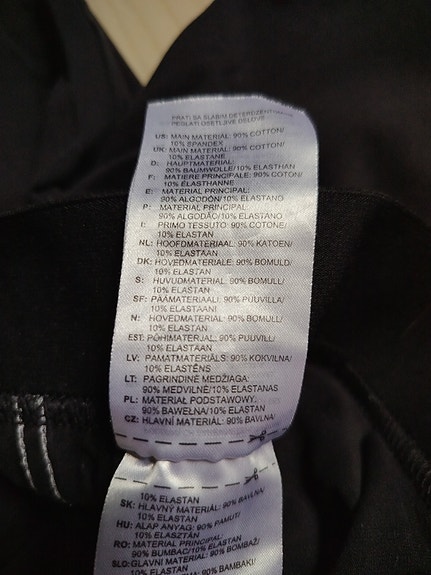 PRATI SA SLABIM DETERDZENTOM
PEGLATI OSETLJIVE DELOVE
US: MAIN MATERIAL: 90% COTTON/
10% SPANDEX
UK: MAIN MATERIAL: 90% COTTON/
10% ELASTANE
D: HAUPTMATERIAL:
90% BAUMWOLLE/10% ELASTHAN
F: MATIERE PRINCIPALE: 90% COTON/
10% ELASTHANNE
E: MATERIAL PRINCIPAL:
90% ALGODÓN/10% ELASTANO
P: MATERIAL PRINCIPAL:
90% ALGODÃO/10% ELASTANO
I: PRIMO TESSUTO: 90% COTONE/
10% ELASTAN
NL: HOOFDMATERIAAL: 90% KATOEN/
10% ELASTAAN
DK: HOVEDMATERIALE: 90% BOMULD/
10% ELASTAN
S: HUVUDMATERIAL: 90% BOMULL/
10% ELASTAN
SF: PÄÄMATERIAALI: 90% PUUVILLA/
10% ELASTAANI
N: HOVEDMATERIAL: 90% BOMULL/
10% ELASTAN
EST: PÕHIMATERJAL: 90% PUUVILL/
10% ELASTAAN
LV: PAMATMATERIĀLS: 90% KOKVILNA/
10% ELASTĒNS
LT: PAGRINDINĖ MEDŽIAGA:
90% MEDVILNĖ/10% ELASTANAS
PL: MATERIAŁ PODSTAWOWY:
90% BAWEŁNA/10% ELASTAN
CZ: HLAVNÍ MATERIÁL: 90% BAVLNA/
10% ELASTAN
SK: HLAVNÝ MATERIÁL: 90% BAVLNA/
10% ELASTAN
HU: ALAP ANYAG: 90% PAMUT/
10% ELASZTÁN
RO: MATERIAL PRINCIPAL:
90% BUMBAC/10% ELASTAN
SLO: GLAVNI MATERIAL: 90% BOMBAŽ/
10% ELASTAN
90% BAMBAKI/